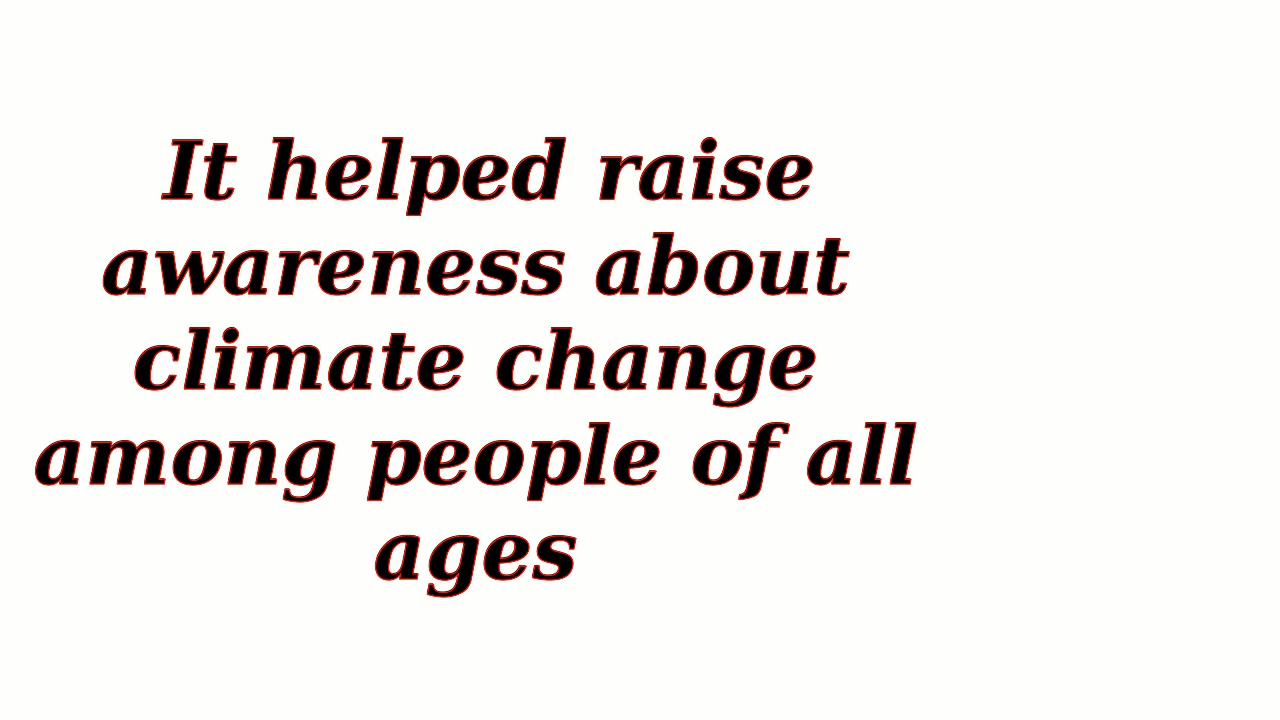 It helped raise
awareness about
climate change
among people of all
ages